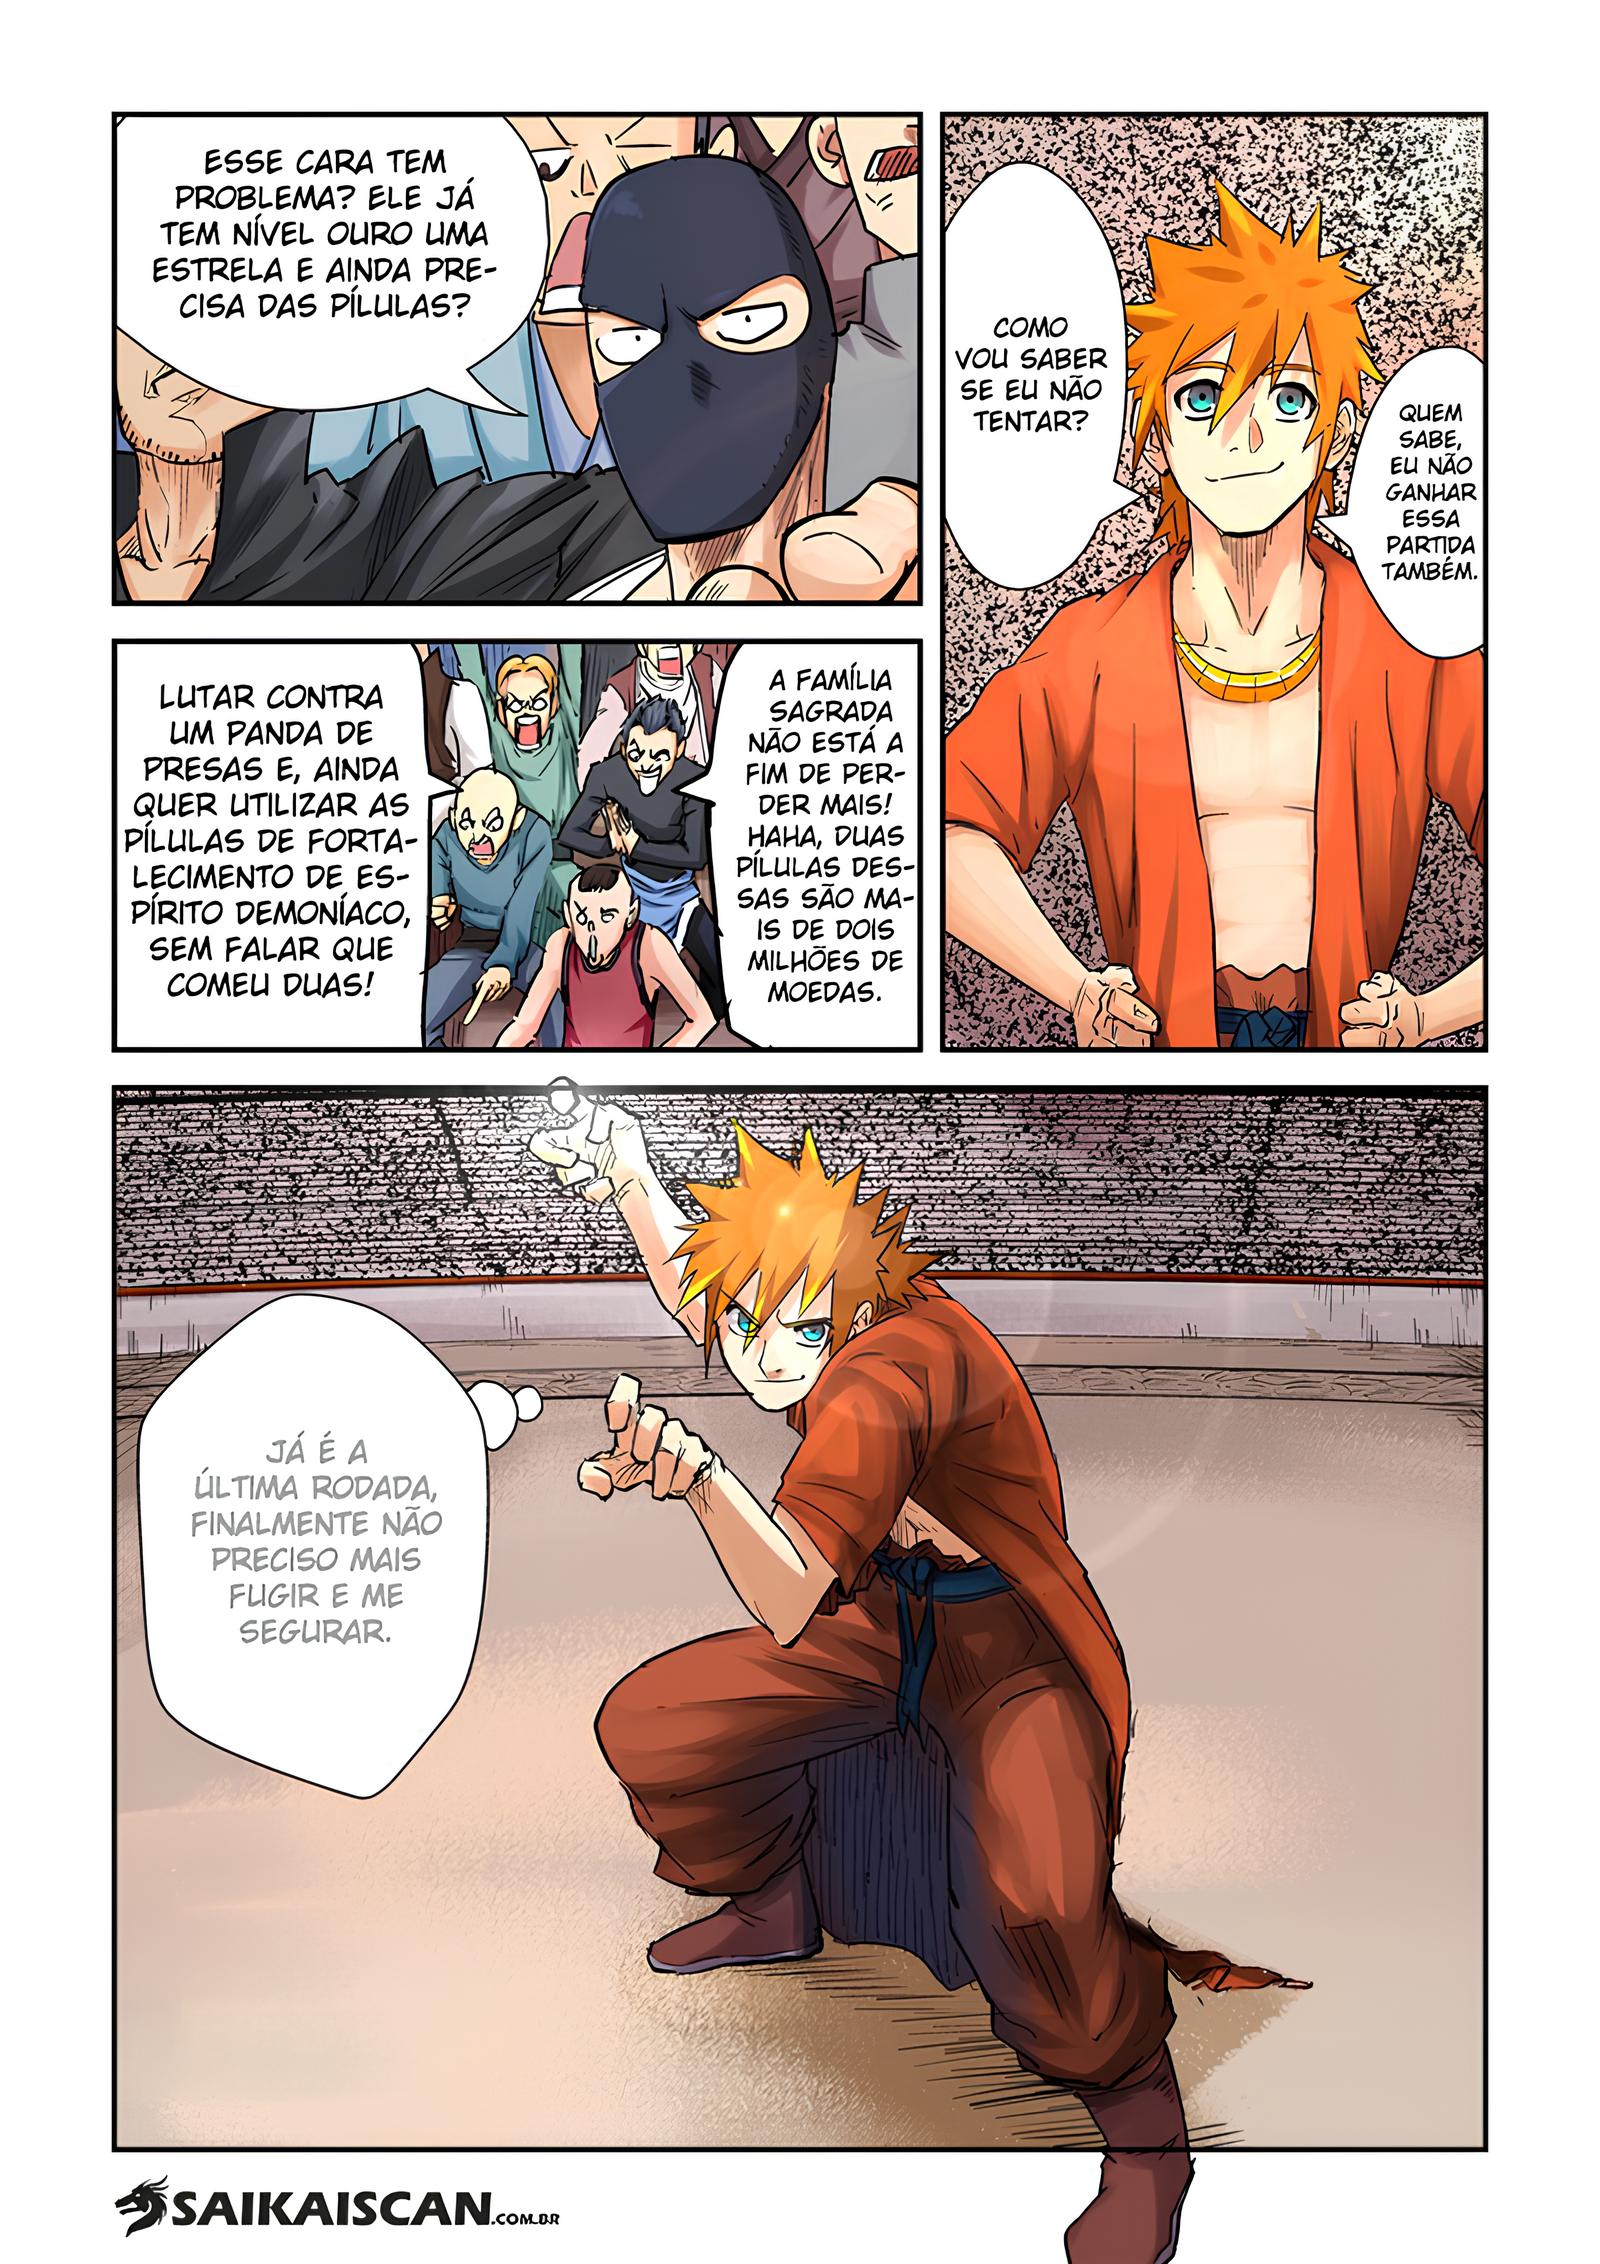 ESSE CARA TEM
PROBLEMA? ELE JÁ
TEM NÍVEL OURO UMA
ESTRELA E AINDA PRE-
CISA DAS PÍLULAS?
COMO
VOU SABER
SE EU NÃO
TENTAR?
QUEM
SABE,
EU NÃO
GANHAR
ESSA
PARTIDA
TAMBÉM.
LUTAR CONTRA
UM PANDA DE
PRESAS E, AINDA
QUER UTILIZAR AS
PÍLULAS DE FORTA-
LECIMENTO DE ES-
PÍRITO DEMONÍACO,
SEM FALAR QUE
COMEU DUAS!
A FAMÍLIA
SAGRADA
NÃO ESTÁ A
FIM DE PER-
DER MAIS!
HAHA, DUAS
PÍLULAS DES-
SAS SÃO MA-
IS DE DOIS
MILHÕES DE
MOEDAS.
JÁ É A
ÚLTIMA RODADA,
FINALMENTE NÃO
PRECISO MAIS
FUGIR E ME
SEGURAR.
SAIKAISCAN.COM.BR